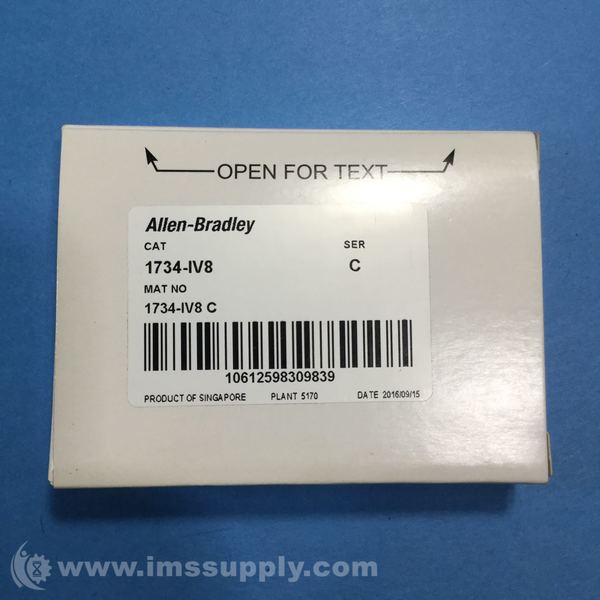 OPEN FOR TEXT
Allen-Bradley
CAT SER
1734-IV8 C
MAT NO
1734-IV8 C
10612598309839
PRODUCT OF SINGAPORE PLANT 5170 DATE 2016/09/15
www.imssupply.com